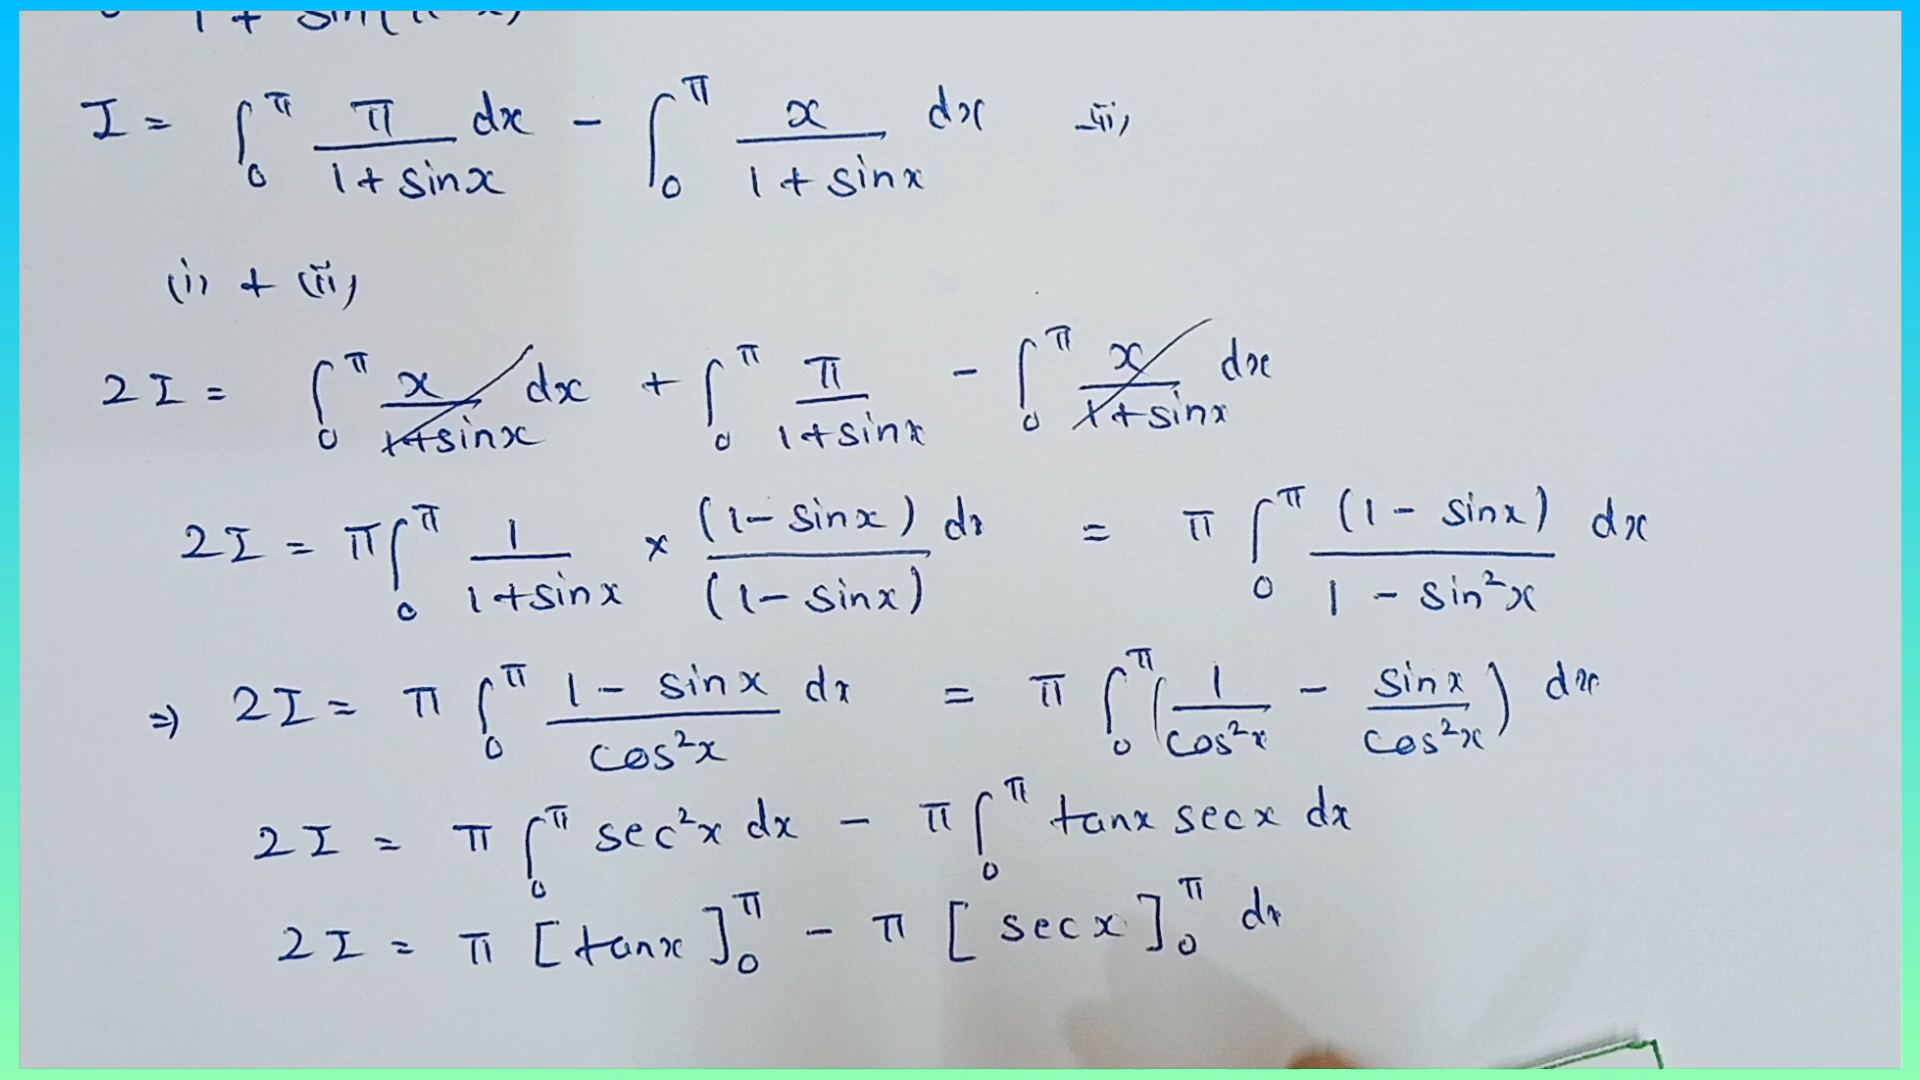 1 + sin(π - x)
I = ∫₀^π π/(1+sinx) dx - ∫₀^π x/(1+sinx) dx -(ii)
(i) + (ii)
2I = ∫₀^π x/(1+sinx) dx + ∫₀^π π/(1+sinx) - ∫₀^π x/(1+sinx) dx
2I = π∫₀^π 1/(1+sinx) × (1-sinx)/(1-sinx) dx = π ∫₀^π (1-sinx)/(1-sin²x) dx
⇒ 2I = π ∫₀^π (1-sinx)/cos²x dx = π ∫₀^π (1/cos²x - sinx/cos²x) dx
2I = π ∫₀^π sec²x dx - π ∫₀^π tanx secx dx
2I = π [tanx]₀^π - π [secx]₀^π dx